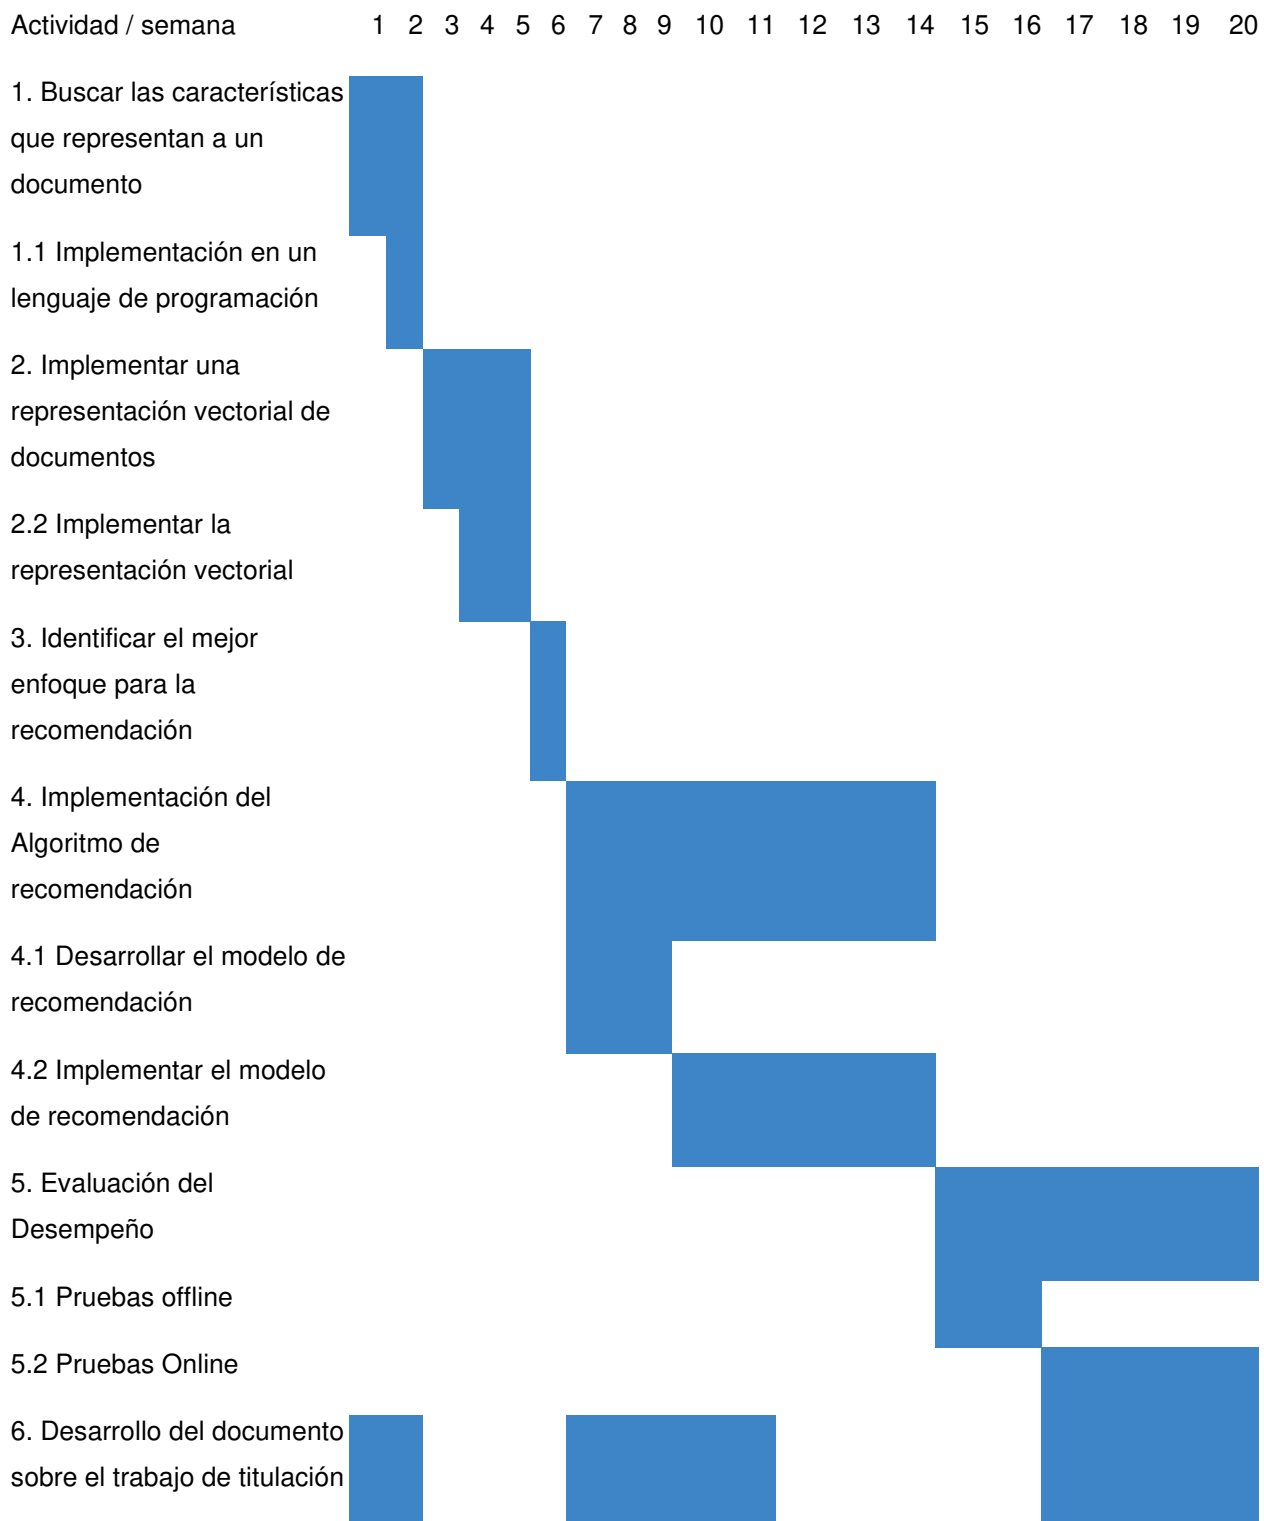 Actividad / semana 1 2 3 4 5 6 7 8 9 10 11 12 13 14 15 16 17 18 19 20
1. Buscar las características
que representan a un
documento
1.1 Implementación en un
lenguaje de programación
2. Implementar una
representación vectorial de
documentos
2.2 Implementar la
representación vectorial
3. Identificar el mejor
enfoque para la
recomendación
4. Implementación del
Algoritmo de
recomendación
4.1 Desarrollar el modelo de
recomendación
4.2 Implementar el modelo
de recomendación
5. Evaluación del
Desempeño
5.1 Pruebas offline
5.2 Pruebas Online
6. Desarrollo del documento
sobre el trabajo de titulación